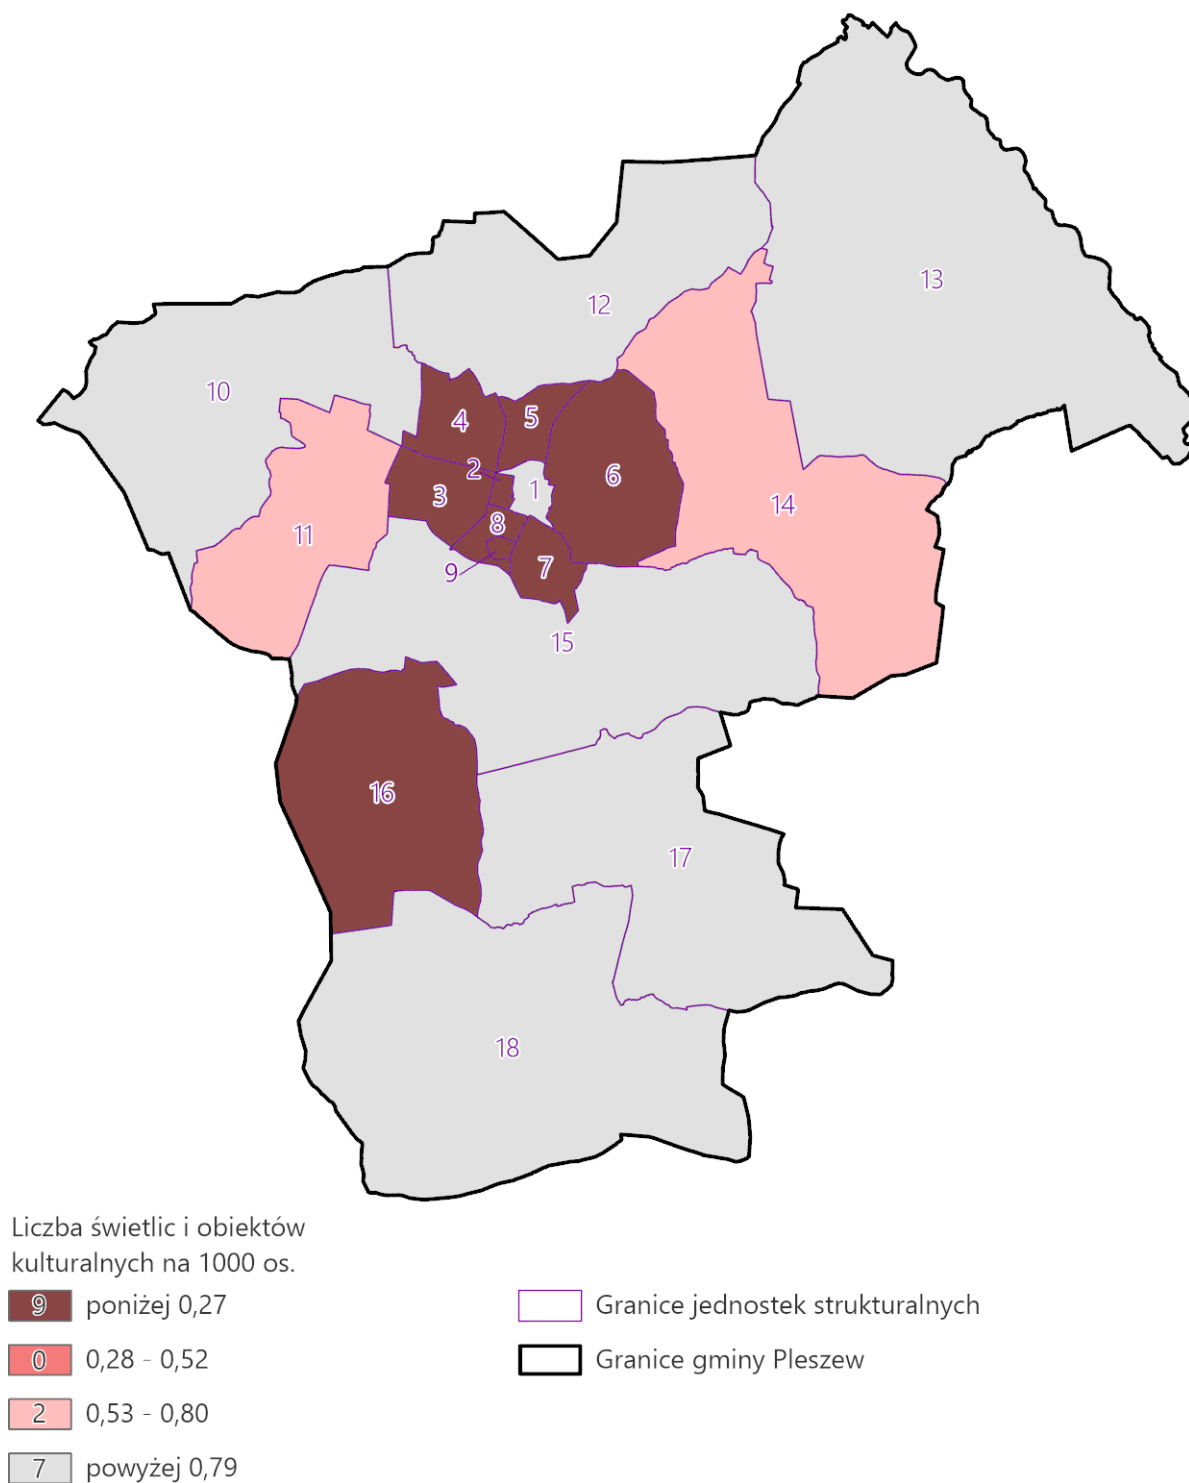 13
12
10
4
5
2
6
3
1
14
11
8
7
9
15
16
17
18
Liczba świetlic i obiektów
kulturalnych na 1000 os.
9 poniżej 0,27
0 0,28 - 0,52
2 0,53 - 0,80
7 powyżej 0,79
Granice jednostek strukturalnych
Granice gminy Pleszew